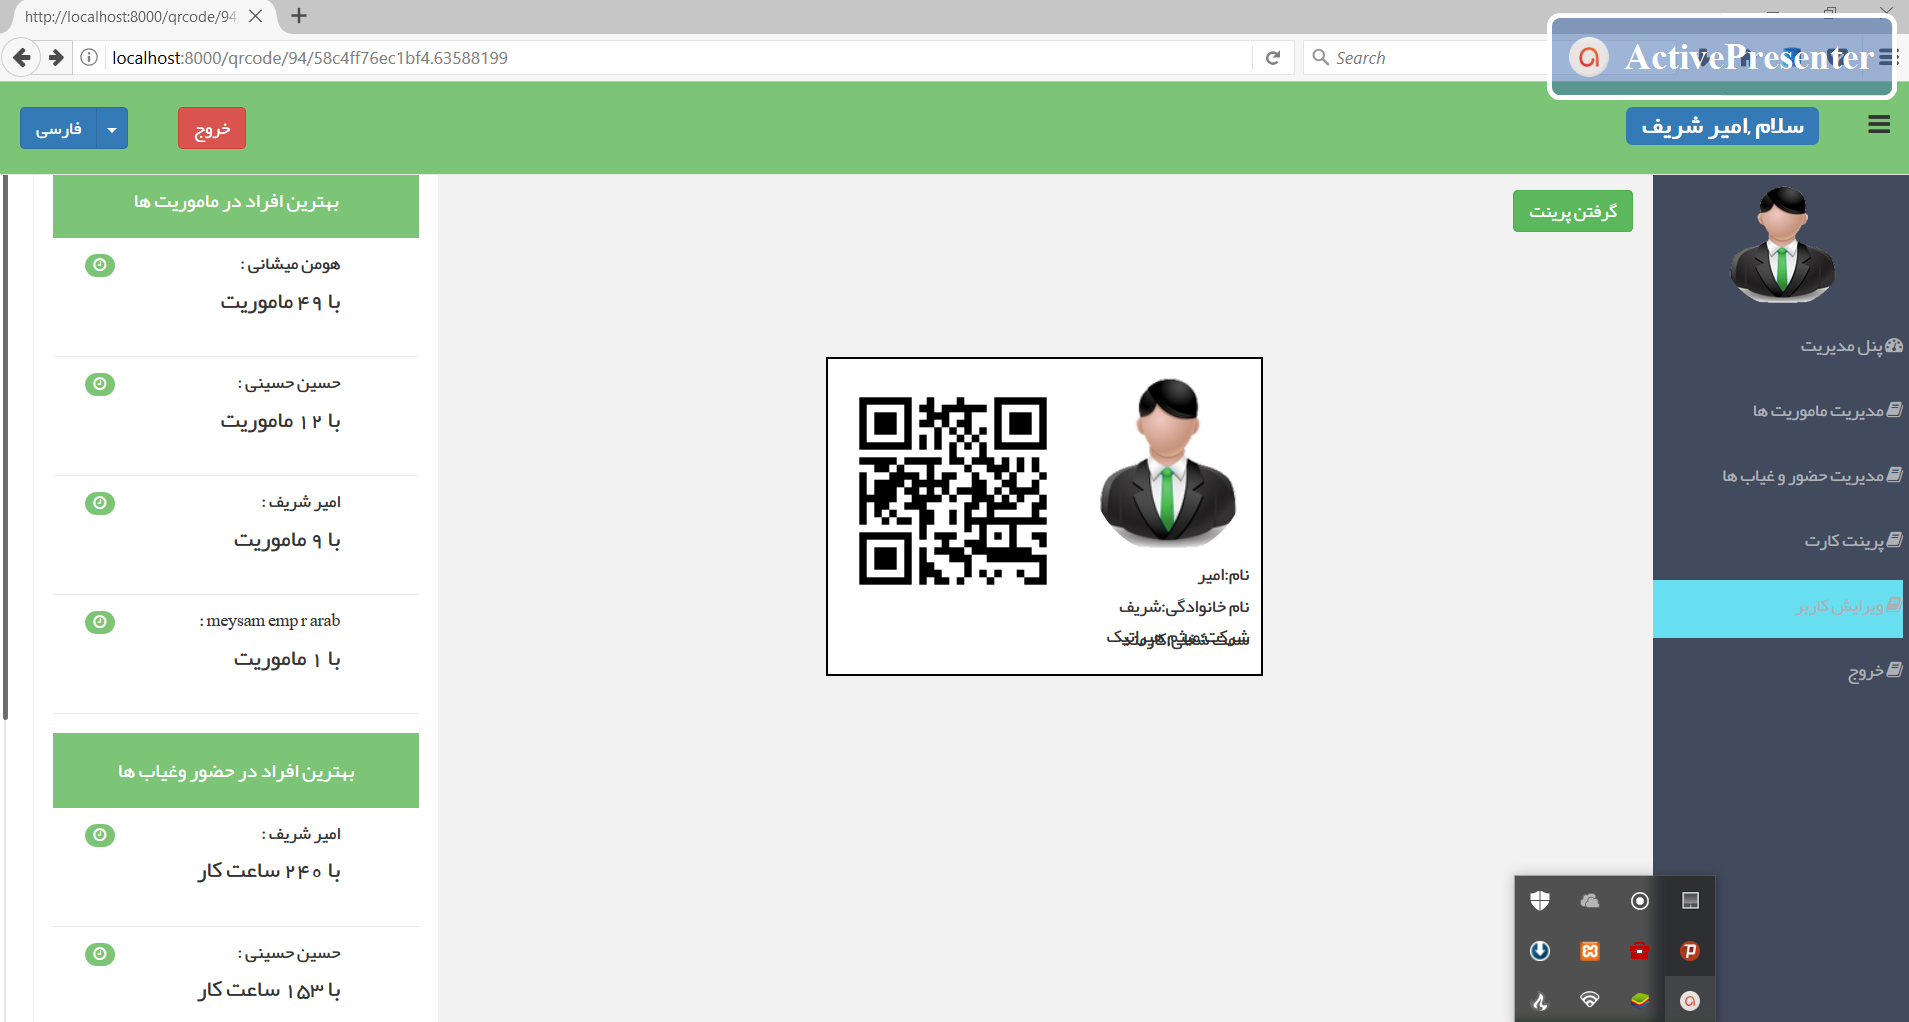 http://localhost:8000/qrcode/94
localhost:8000/qrcode/94/58c4ff76ec1bf4.63588199
Search
ActivePresenter
سلام ,امیر شریف
خروج
فارسی
گرفتن پرینت
پنل مدیریت
مدیریت ماموریت ها
مدیریت حضور و غیاب ها
پرینت کارت
ویرایش کاربر
خروج
نام:امیر
نام خانوادگی:شریف
بهترین افراد در ماموریت ها
هومن میشانی :
با ۴۹ ماموریت
حسین حسینی :
با ۱۲ ماموریت
امیر شریف :
با ۹ ماموریت
meysam emp r arab :
با ۱ ماموریت
بهترین افراد در حضور وغیاب ها
امیر شریف :
با ۲۴۰ ساعت کار
حسین حسینی :
با ۱۵۳ ساعت کار